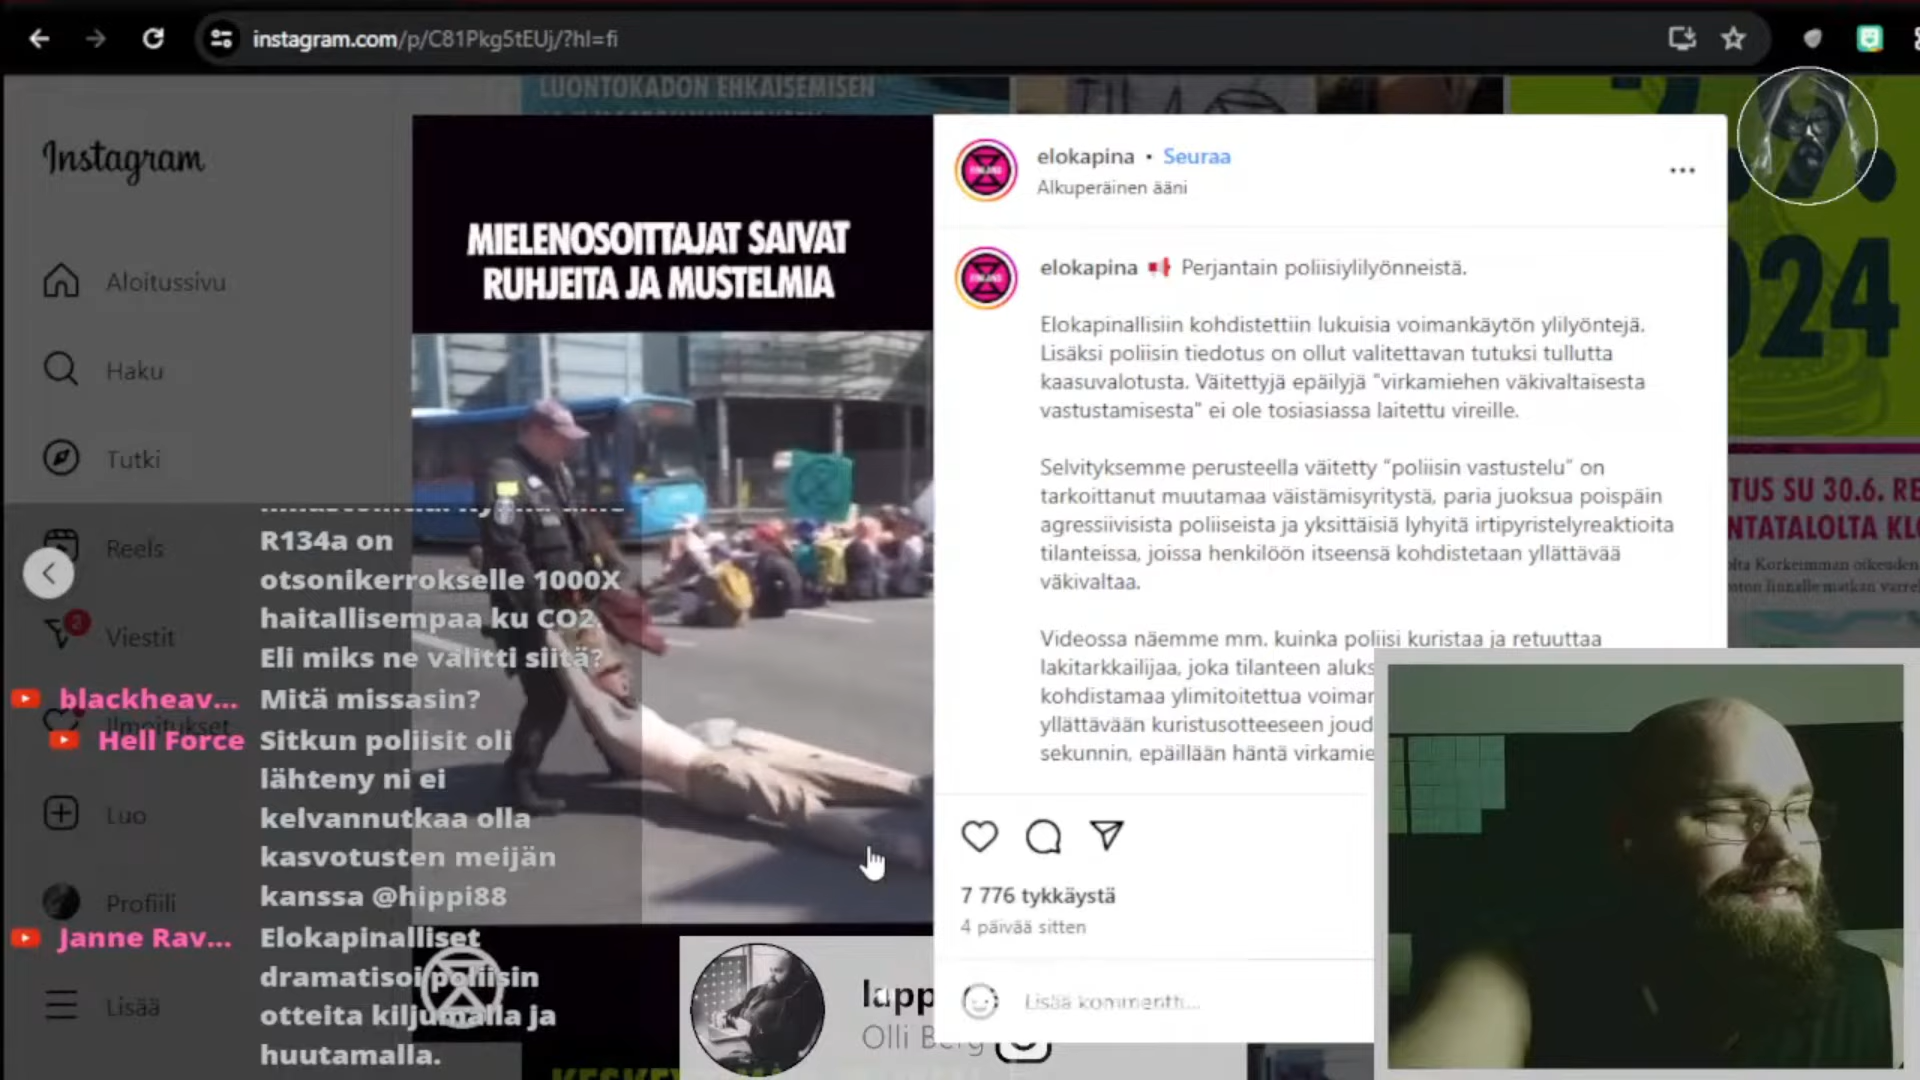 instagram.com/p/C81Pkg5tEUj/?hl=fi
LUONTOKADON EHKAISEMISEN
Instagram
Aloitussivu
Haku
Tutki
Reels
Viestit
2
Ilmoitukset
Luo
Profiili
Lisää
MIELENOSOITTAJAT SAIVAT
RUHJEITA JA MUSTELMIA
R134a on
otsonikerrokselle 1000X
haitallisempaa ku CO2.
Eli miks ne välitti siitä?
blackheav... Mitä missasin?
Hell Force Sitkun poliisit oli
lähteny ni ei
kelvannutkaa olla
kasvotusten meijän
kanssa @hippi88
Janne Rav... Elokapinalliset
dramatisoi poliisin
otteita kiljumalla ja
huutamalla.
elokapina • Seuraa
Alkuperäinen ääni
elokapina Perjantain poliisiylilyönneistä.
Elokapinallisiin kohdistettiin lukuisia voimankäytön ylilyöntejä.
Lisäksi poliisin tiedotus on ollut valitettavan tutuksi tullutta
kaasuvalotusta. Väitettyjä epäilyjä "virkamiehen väkivaltaisesta
vastustamisesta" ei ole tosiasiassa laitettu vireille.
Selvityksemme perusteella väitetty "poliisin vastustelu" on
tarkoittanut muutamaa väistämisyritystä, paria juoksua poispäin
agressiivisista poliiseista ja yksittäisiä lyhyitä irtipyristelyreaktioita
tilanteissa, joissa henkilöön itseensä kohdistetaan yllättävää
väkivaltaa.
Videossa näemme mm. kuinka poliisi kuristaa ja retuuttaa
lakitarkkailijaa, joka tilanteen aluks
kohdistamaa ylimitoitettua voimar
yllättävään kuristusotteeseen joud
sekunnin, epäillään häntä virkamie
7 776 tykkäystä
4 päivää sitten
Lisää kommentti...
lapp
Olli Berg
024
TUS SU 30.6. RE
NTATALOLTA KL